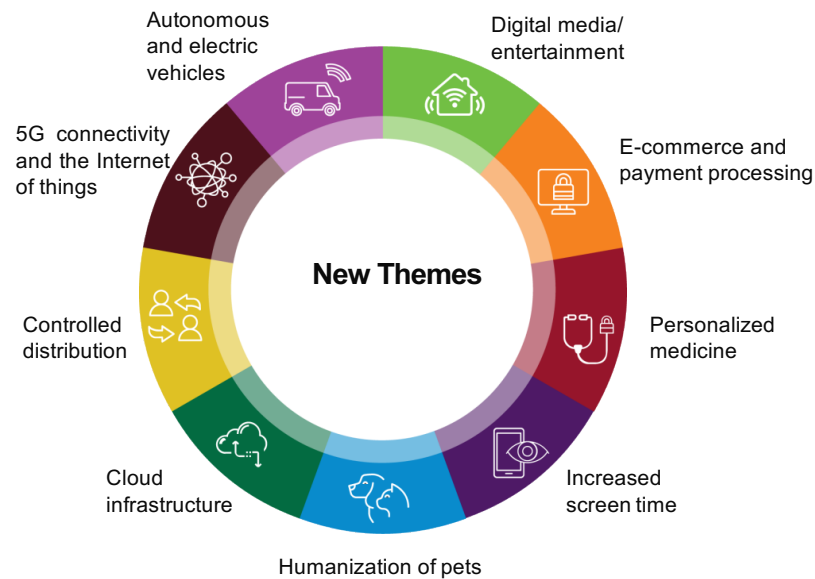 Autonomous
and electric
vehicles
Digital media/
entertainment
5G connectivity
and the Internet
of things
E-commerce and
payment processing
New Themes
Controlled
distribution
Personalized
medicine
Cloud
infrastructure
Increased
screen time
Humanization of pets